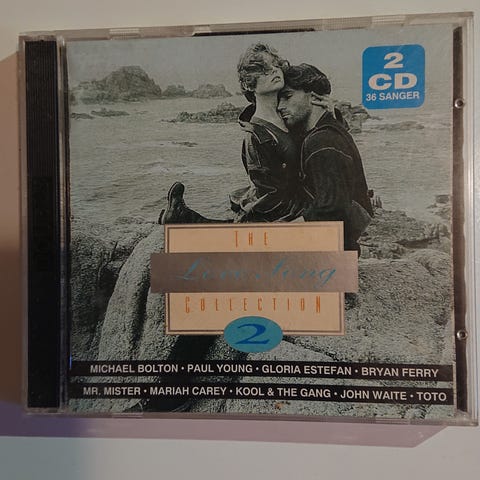 2
CD
36 SANGER
THE
Love Song
COLLECTION
2
MICHAEL BOLTON • PAUL YOUNG • GLORIA ESTEFAN • BRYAN FERRY
MR. MISTER • MARIAH CAREY • KOOL & THE GANG • JOHN WAITE • TOTO